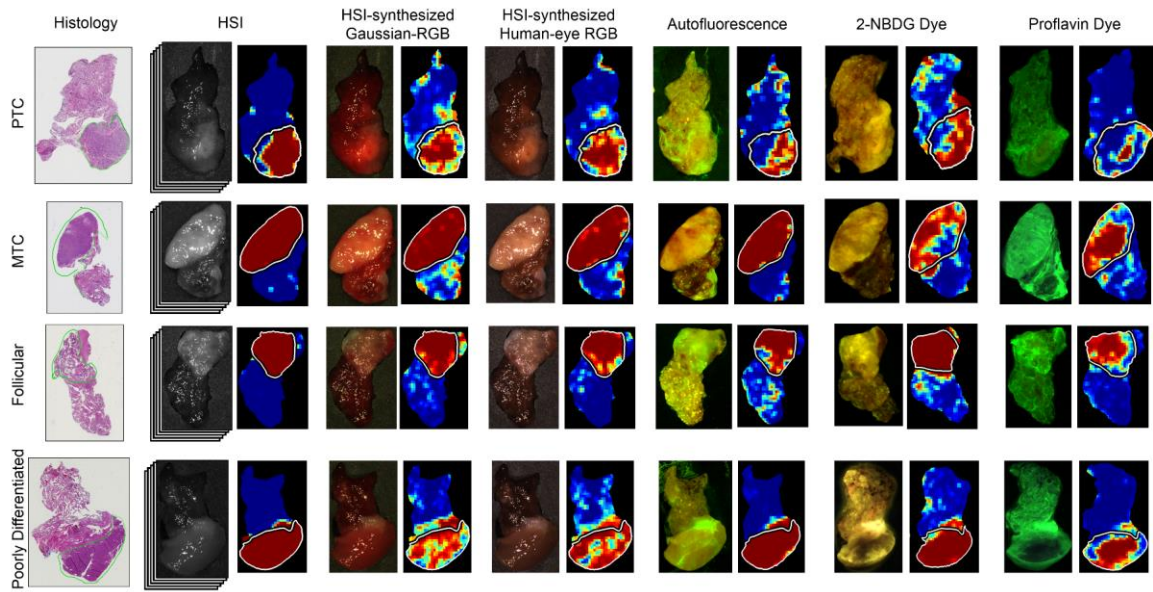 Histology
HSI
HSI-synthesized
Gaussian-RGB
HSI-synthesized
Human-eye RGB
Autofluorescence
2-NBDG Dye
Proflavin Dye
PTC
MTC
Follicular
Poorly Differentiated